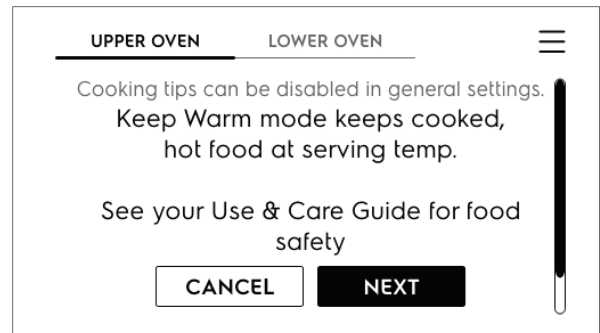 UPPER OVEN LOWER OVEN
Cooking tips can be disabled in general settings.
Keep Warm mode keeps cooked,
hot food at serving temp.
See your Use & Care Guide for food
safety
CANCEL NEXT